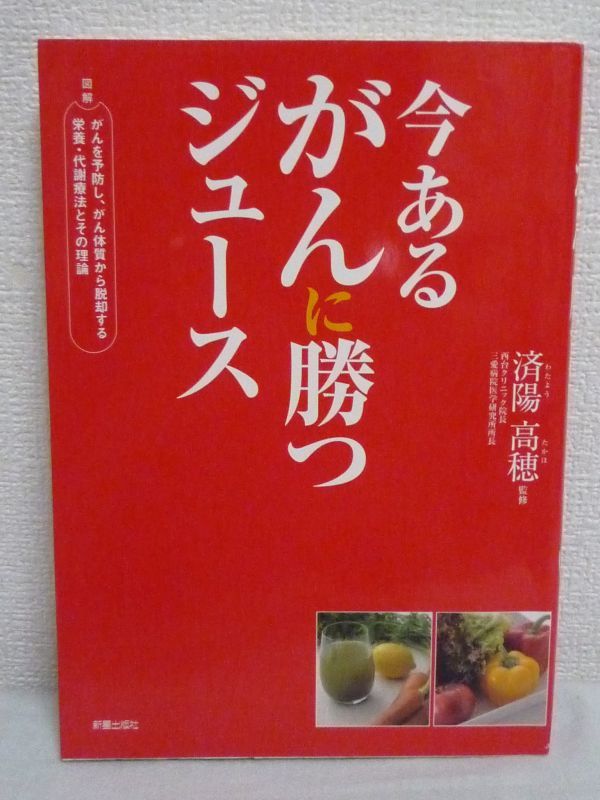 今ある
がんに勝つ
ジュース
図解
がんを予防し、がん体質から脱却する
栄養・代謝療法とその理論
わたよう たかほ
済陽 高穂 監修
西台クリニック院長
三愛病院医学研究所所長
新星出版社